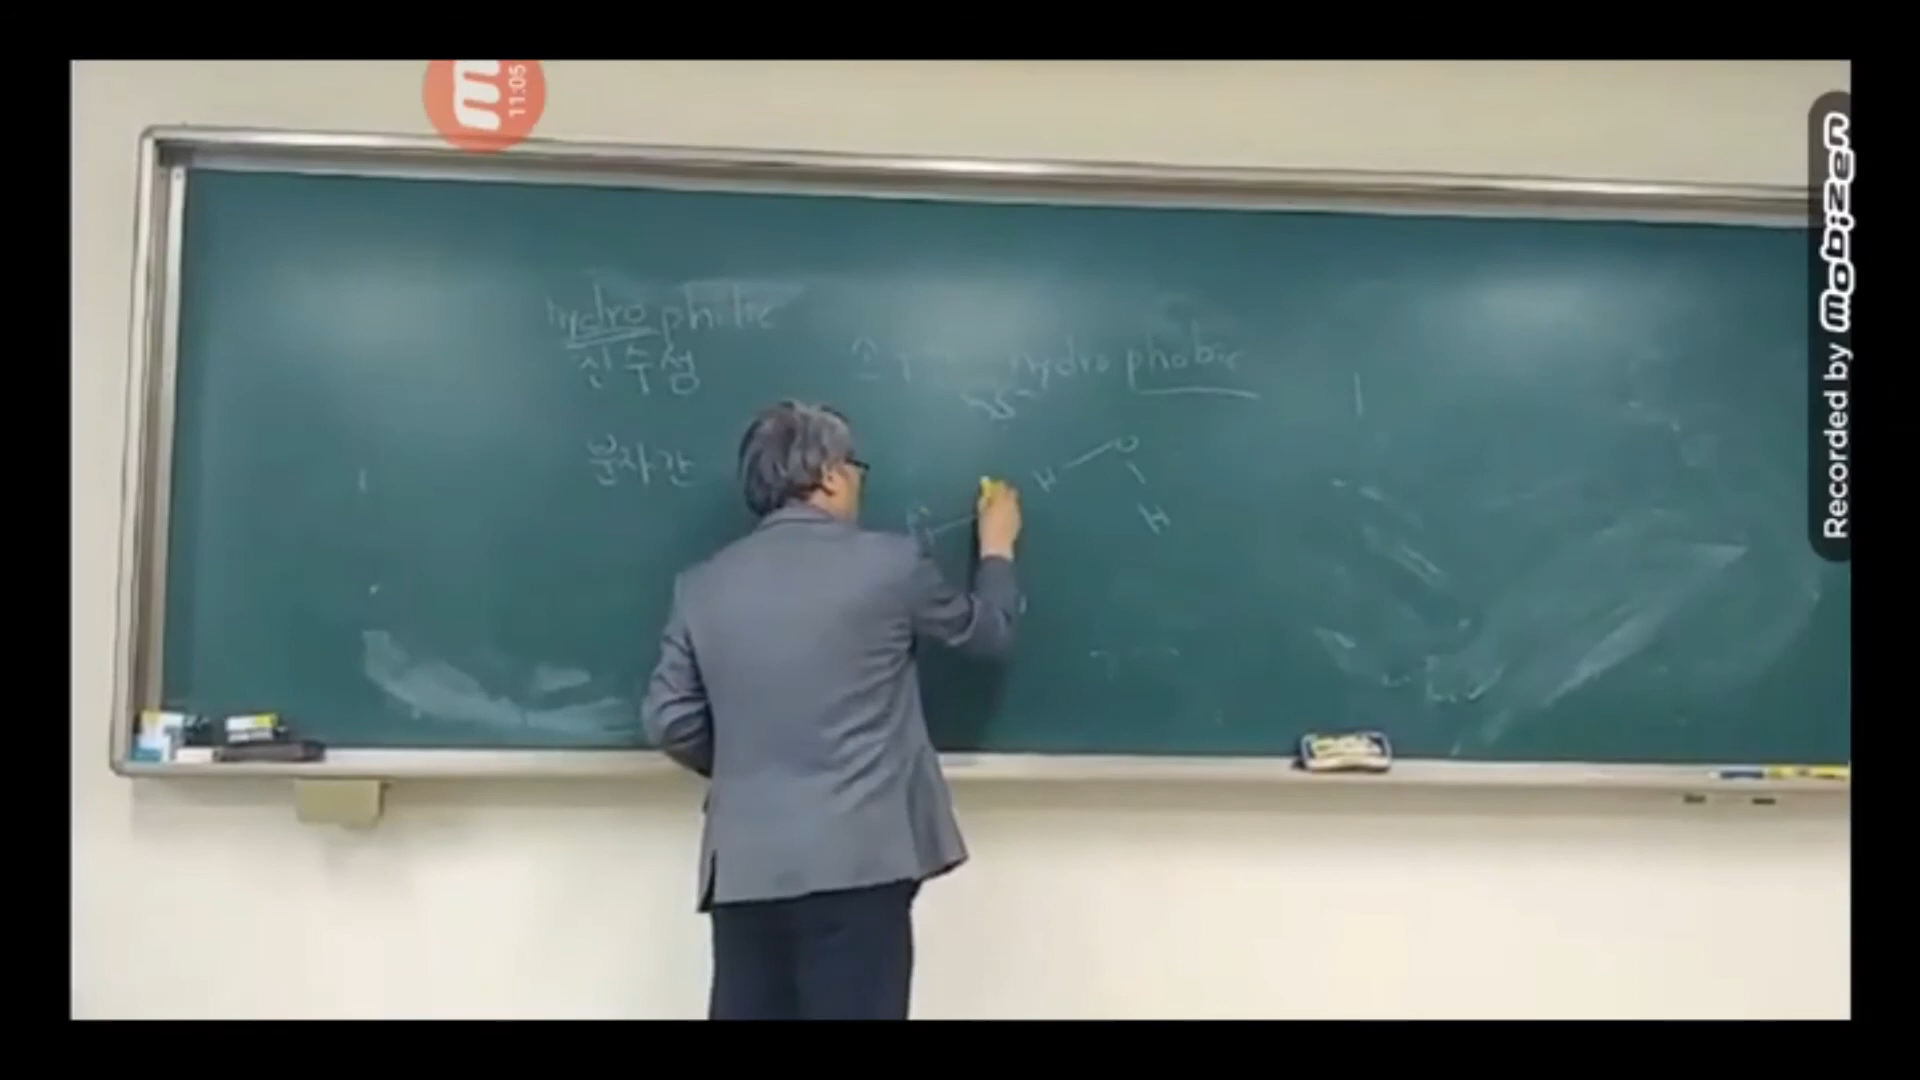 11:05
hydrophilic
친수성
hydrophobic
분자간
H
O
H
Recorded by mobizen